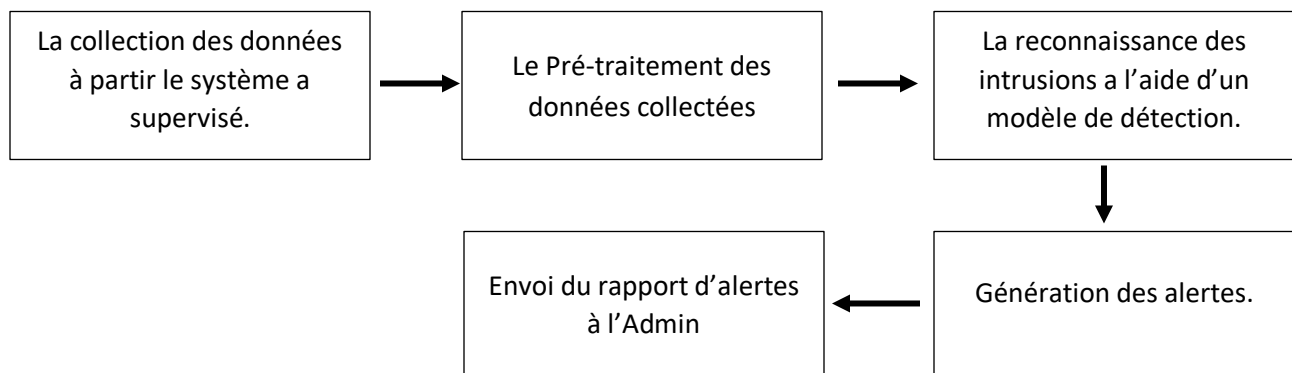 La collection des données
à partir le système a
supervisé.
Le Pré-traitement des
données collectées
La reconnaissance des
intrusions a l’aide d’un
modèle de détection.
Génération des alertes.
Envoi du rapport d’alertes
à l’Admin